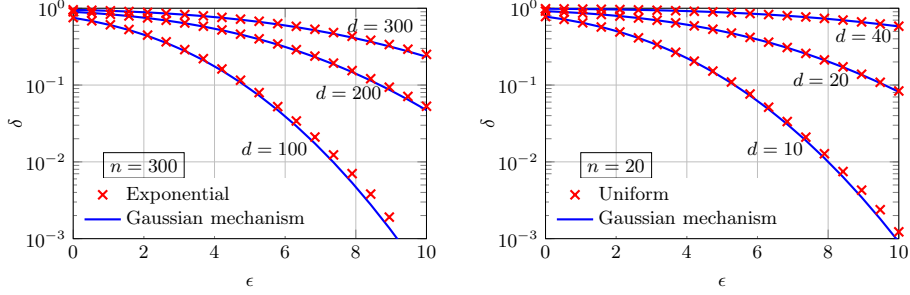 10^0
10^{-1}
10^{-2}
10^{-3}
δ
0 2 4 6 8 10
ϵ
d = 300
d = 200
d = 100
n = 300
Exponential
Gaussian mechanism
10^0
10^{-1}
10^{-2}
10^{-3}
δ
0 2 4 6 8 10
ϵ
d = 40
d = 20
d = 10
n = 20
Uniform
Gaussian mechanism